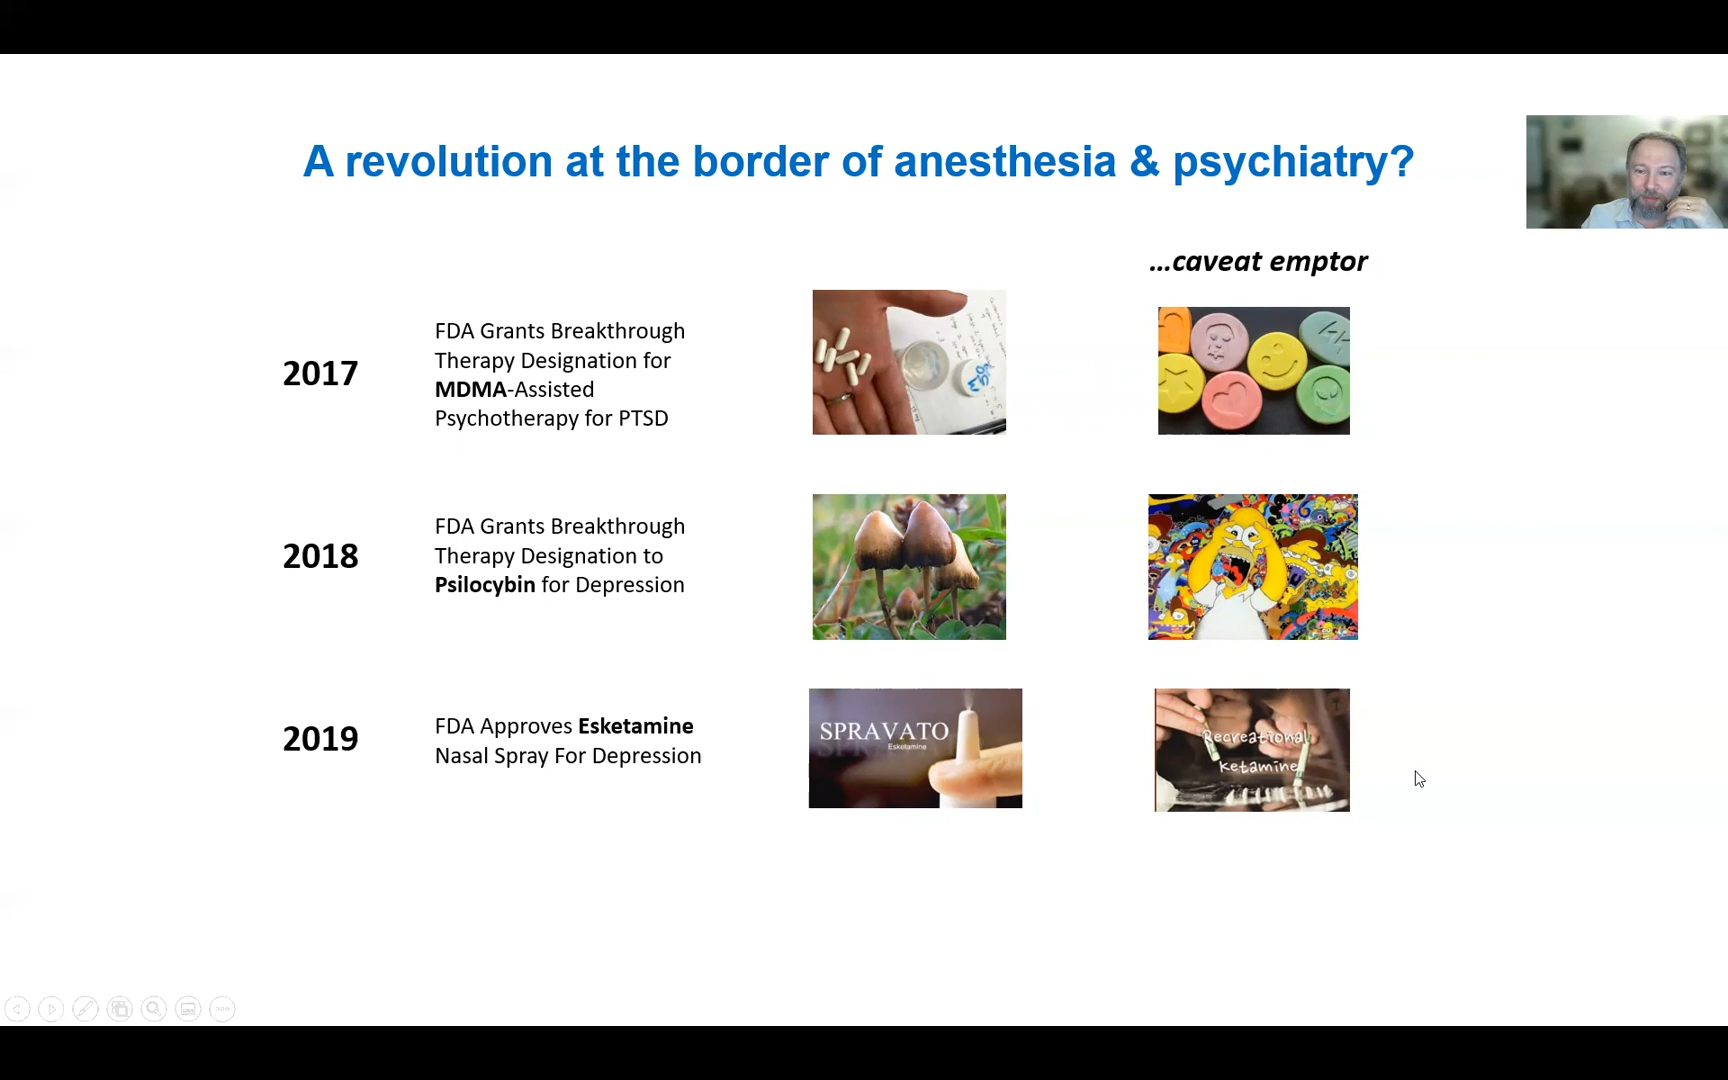 A revolution at the border of anesthesia & psychiatry?
...caveat emptor
2017
FDA Grants Breakthrough
Therapy Designation for
MDMA-Assisted
Psychotherapy for PTSD
2018
FDA Grants Breakthrough
Therapy Designation to
Psilocybin for Depression
2019
FDA Approves Esketamine
Nasal Spray For Depression
SPRAVATO
Esketamine
Recreational
Ketamine